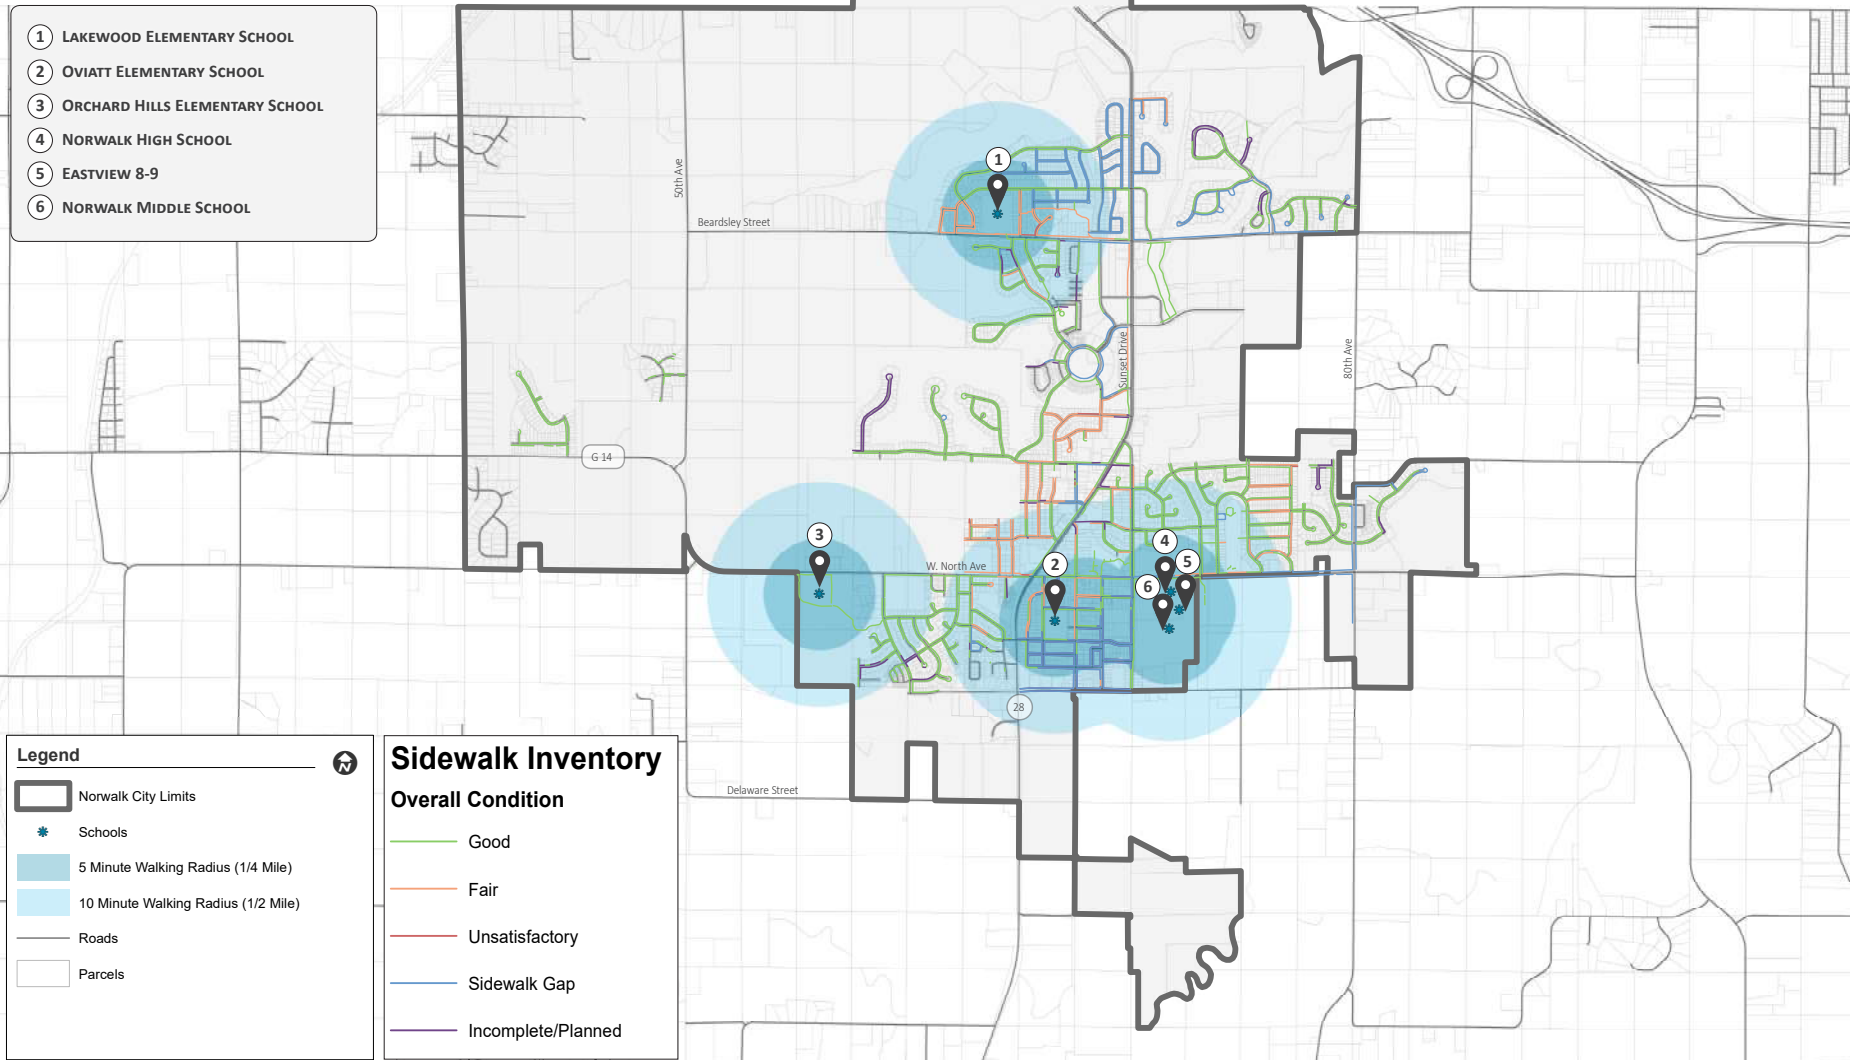 1 LAKEWOOD ELEMENTARY SCHOOL
2 OVIATT ELEMENTARY SCHOOL
3 ORCHARD HILLS ELEMENTARY SCHOOL
4 NORWALK HIGH SCHOOL
5 EASTVIEW 8-9
6 NORWALK MIDDLE SCHOOL
1
50th Ave
Beardsley Street
Sunset Drive
80th Ave
G 14
3
W. North Ave
2
4
5
6
28
Delaware Street
Legend
N
Norwalk City Limits
Schools
5 Minute Walking Radius (1/4 Mile)
10 Minute Walking Radius (1/2 Mile)
Roads
Parcels
Sidewalk Inventory
Overall Condition
Good
Fair
Unsatisfactory
Sidewalk Gap
Incomplete/Planned